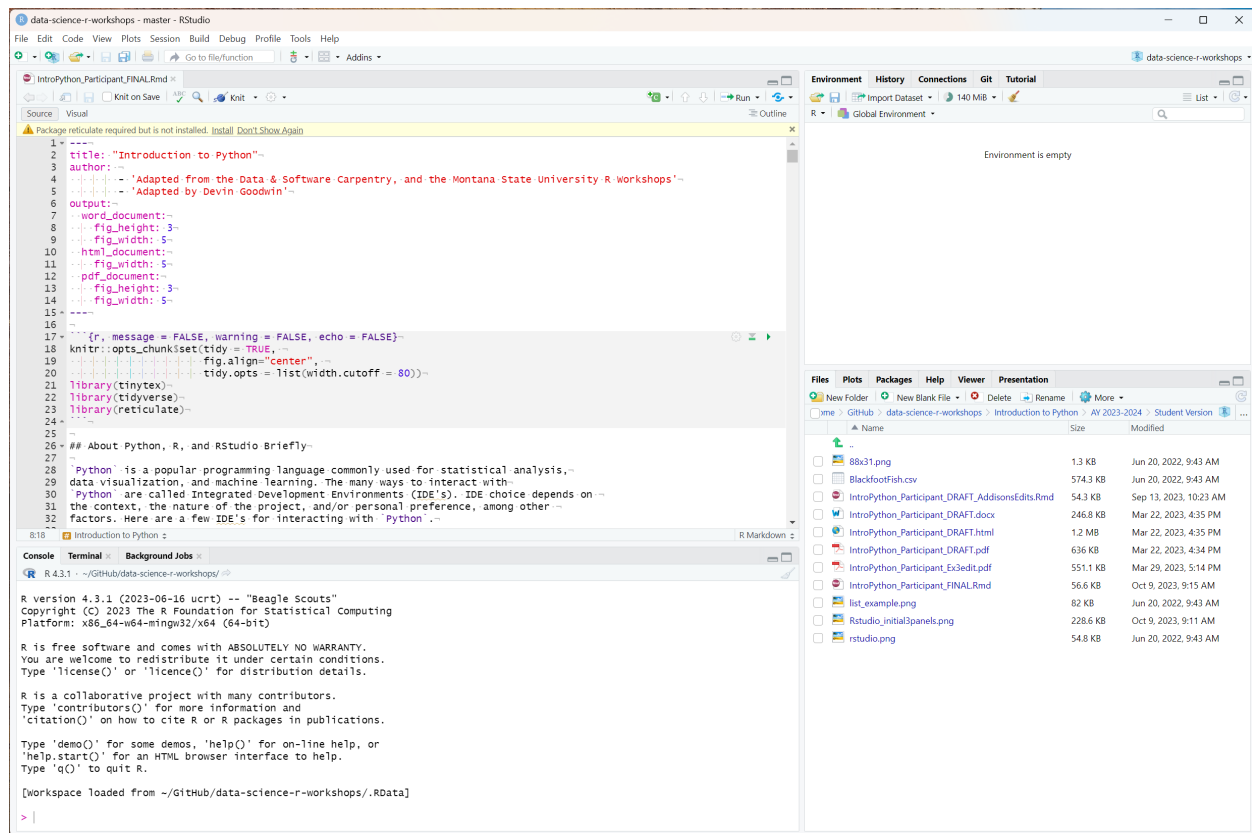 data-science-r-workshops - master - RStudio
File Edit Code View Plots Session Build Debug Profile Tools Help
Go to file/function Addins data-science-r-workshops
IntroPython_Participant_FINAL.Rmd
Knit on Save Knit Run
Source Visual Outline
Package reticulate required but is not installed. Install Don't Show Again
1 ---
2 title: "Introduction to Python"
3 author:
4 - 'Adapted from the Data & Software Carpentry, and the Montana State University R Workshops'
5 - 'Adapted by Devin Goodwin'
6 output:
7 word_document:
8 fig_height: 3
9 fig_width: 5
10 html_document:
11 fig_width: 5
12 pdf_document:
13 fig_height: 3
14 fig_width: 5
15 ---
16
17 ```{r, message = FALSE, warning = FALSE, echo = FALSE}
18 knitr::opts_chunk$set(tidy = TRUE,
19 fig.align="center",
20 tidy.opts = list(width.cutoff = 80))
21 library(tinytex)
22 library(tidyverse)
23 library(reticulate)
24 ```
25
26 ## About Python, R, and RStudio Briefly
27
28 `Python` is a popular programming language commonly used for statistical analysis,
29 data visualization, and machine learning. The many ways to interact with
30 `Python` are called Integrated Development Environments (IDE's). IDE choice depends on
31 the context, the nature of the project, and/or personal preference, among other
32 factors. Here are a few IDE's for interacting with `Python`.
8:18 Introduction to Python R Markdown
Console Terminal Background Jobs
R 4.3.1 · ~/GitHub/data-science-r-workshops/
R version 4.3.1 (2023-06-16 ucrt) -- "Beagle Scouts"
Copyright (C) 2023 The R Foundation for Statistical Computing
Platform: x86_64-w64-mingw32/x64 (64-bit)
R is free software and comes with ABSOLUTELY NO WARRANTY.
You are welcome to redistribute it under certain conditions.
Type 'license()' or 'licence()' for distribution details.
R is a collaborative project with many contributors.
Type 'contributors()' for more information and
'citation()' on how to cite R or R packages in publications.
Type 'demo()' for some demos, 'help()' for on-line help, or
'help.start()' for an HTML browser interface to help.
Type 'q()' to quit R.
[Workspace loaded from ~/GitHub/data-science-r-workshops/.RData]
>
Environment History Connections Git Tutorial
Import Dataset 140 MiB List
R Global Environment
Environment is empty
Files Plots Packages Help Viewer Presentation
New Folder New Blank File Delete Rename More
ome > GitHub > data-science-r-workshops > Introduction to Python > AY 2023-2024 > Student Version ...
Name Size Modified
..
88x31.png 1.3 KB Jun 20, 2022, 9:43 AM
BlackfootFish.csv 574.3 KB Jun 20, 2022, 9:43 AM
IntroPython_Participant_DRAFT_AddisonsEdits.Rmd 54.3 KB Sep 13, 2023, 10:23 AM
IntroPython_Participant_DRAFT.docx 246.8 KB Mar 22, 2023, 4:35 PM
IntroPython_Participant_DRAFT.html 1.2 MB Mar 22, 2023, 4:35 PM
IntroPython_Participant_DRAFT.pdf 636 KB Mar 22, 2023, 4:34 PM
IntroPython_Participant_Ex3edit.pdf 551.1 KB Mar 29, 2023, 5:14 PM
IntroPython_Participant_FINAL.Rmd 56.6 KB Oct 9, 2023, 9:15 AM
list_example.png 82 KB Jun 20, 2022, 9:43 AM
Rstudio_initial3panels.png 228.6 KB Oct 9, 2023, 9:11 AM
rstudio.png 54.8 KB Jun 20, 2022, 9:43 AM